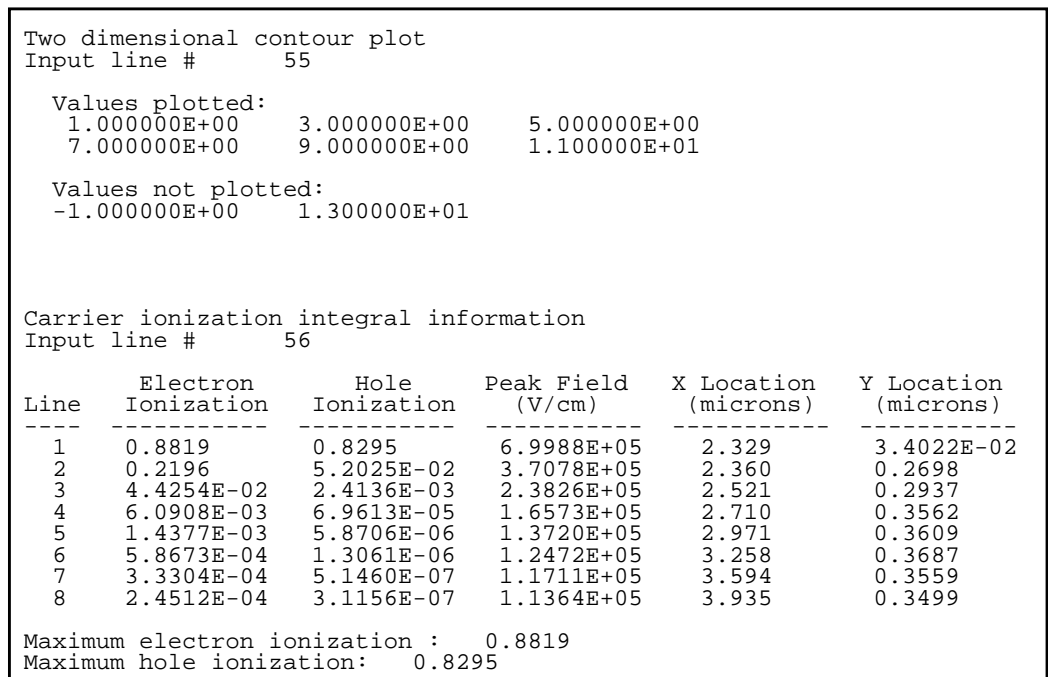 Two dimensional contour plot
Input line #      55
Values plotted:
1.000000E+00    3.000000E+00    5.000000E+00
7.000000E+00    9.000000E+00    1.100000E+01
Values not plotted:
-1.000000E+00    1.300000E+01
Carrier ionization integral information
Input line #      56
Electron    Hole    Peak Field    X Location    Y Location
Line    Ionization    Ionization    (V/cm)    (microns)    (microns)
----    -----------    -----------    -----------    -----------    -----------
1    0.8819    0.8295    6.9988E+05    2.329    3.4022E-02
2    0.2196    5.2025E-02    3.7078E+05    2.360    0.2698
3    4.4254E-02    2.4136E-03    2.3826E+05    2.521    0.2937
4    6.0908E-03    6.9613E-05    1.6573E+05    2.710    0.3562
5    1.4377E-03    5.8706E-06    1.3720E+05    2.971    0.3609
6    5.8673E-04    1.3061E-06    1.2472E+05    3.258    0.3687
7    3.3304E-04    5.1460E-07    1.1711E+05    3.594    0.3559
8    2.4512E-04    3.1156E-07    1.1364E+05    3.935    0.3499
Maximum electron ionization :   0.8819
Maximum hole ionization:   0.8295